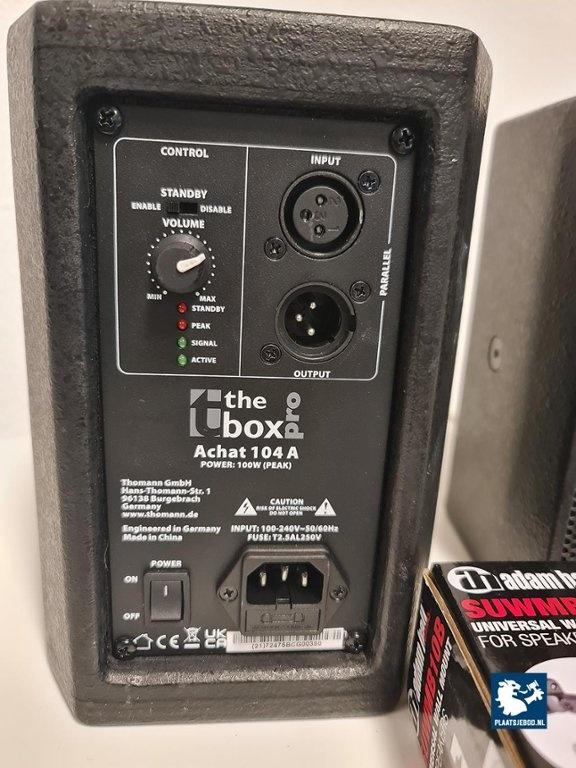 CONTROL
STANDBY
ENABLE DISABLE
VOLUME
MIN MAX
STANDBY
PEAK
SIGNAL
ACTIVE
INPUT
PARALLEL
OUTPUT
the box pro
Achat 104 A
POWER: 100W (PEAK)
Thomann GmbH
Hans-Thomann-Str. 1
96138 Burgebrach
Germany
www.thomann.de
Engineered in Germany
Made in China
CAUTION
RISK OF ELECTRIC SHOCK
DO NOT OPEN
INPUT: 100-240V~50/60Hz
FUSE: T2.5AL250V
POWER
ON
OFF
CE
UK
CA
adam
SUWMB
UNIVERSAL
FOR SPEAK
SUWMB10B
PLAATSJEBOD.NL